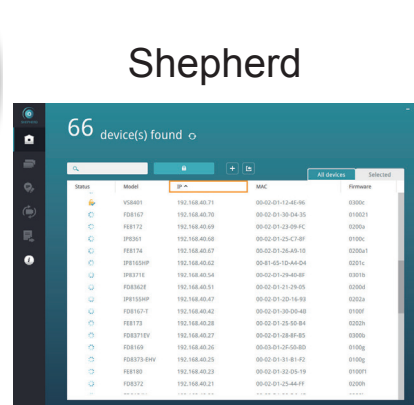 Shepherd
66 device(s) found
All devices Selected
Status Model IP MAC Firmware
VS8401 192.168.40.71 00-02-D1-12-4E-96 0300c
FD8167 192.168.40.70 00-02-D1-30-D4-35 010021
FE8172 192.168.40.69 00-02-D1-23-09-FC 0200a
IP8361 192.168.40.68 00-02-D1-25-C7-8F 0100c
FE8174 192.168.40.67 00-02-D1-26-A9-10 0200a1
IP8165HP 192.168.40.62 00-81-65-1D-A4-D4 0201c
IP8371E 192.168.40.54 00-02-D1-29-40-8F 0301b
FD8362E 192.168.40.51 00-02-D1-21-29-05 0200d
IP8155HP 192.168.40.47 00-02-D1-2D-16-93 0202a
FD8167-T 192.168.40.42 00-02-D1-30-D0-4B 0100f
FE8173 192.168.40.28 00-02-D1-25-50-B4 0202h
FD8371EV 192.168.40.27 00-02-D1-28-8F-B5 0300b
FD8169 192.168.40.26 00-03-D1-2F-50-BD 0100g
FD8373-EHV 192.168.40.25 00-02-D1-31-B1-F2 0100g
FE8180 192.168.40.23 00-02-D1-32-D5-19 0100f1
FD8372 192.168.40.21 00-02-D1-25-44-FF 0200h